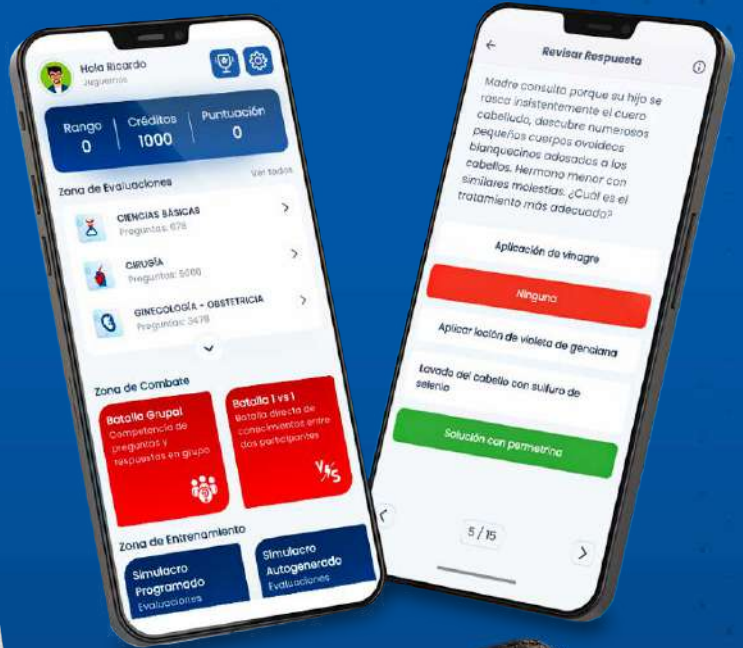 Hola Ricardo
Juguemos
Rango
0
Créditos
1000
Puntuación
0
Zona de Evaluaciones
Ver todos
CIENCIAS BÁSICAS
Preguntas: 678
CIRUGÍA
Preguntas: 5000
GINECOLOGÍA - OBSTETRICIA
Preguntas: 3478
Zona de Combate
Batalla Grupal
Competencia de
preguntas y
respuestas en grupo
Batalla 1 vs 1
Batalla directa de
conocimientos entre
dos participantes
V S
Zona de Entrenamiento
Simulacro
Programado
Evaluaciones
Simulacro
Autogenerado
Evaluaciones
Revisar Respuesta
Madre consulta porque su hijo se
rasca insistentemente el cuero
cabelludo, descubre numerosos
pequeños cuerpos ovoideos
blanquecinos adosados a los
cabellos. Hermano menor con
similares molestias. ¿Cuál es el
tratamiento más adecuado?
Aplicación de vinagre
Ninguna
Aplicar loción de violeta de genciana
Lavado del cabello con sulfuro de
selenio
Solución con permetrina
5 / 15